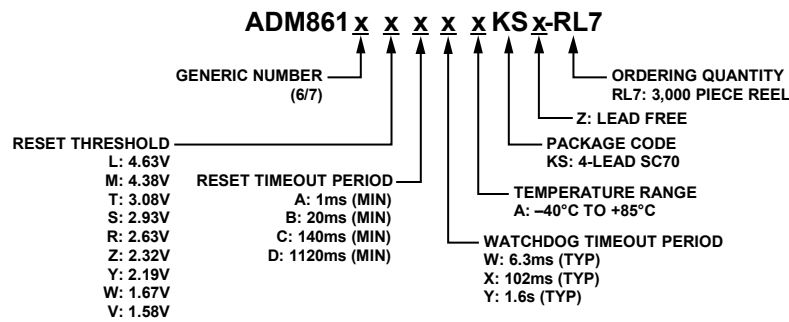 ADM861 x x x x x KS x-RL7
GENERIC NUMBER
(6/7)
ORDERING QUANTITY
RL7: 3,000 PIECE REEL
Z: LEAD FREE
RESET THRESHOLD
L: 4.63V
M: 4.38V
T: 3.08V
S: 2.93V
R: 2.63V
Z: 2.32V
Y: 2.19V
W: 1.67V
V: 1.58V
RESET TIMEOUT PERIOD
A: 1ms (MIN)
B: 20ms (MIN)
C: 140ms (MIN)
D: 1120ms (MIN)
PACKAGE CODE
KS: 4-LEAD SC70
TEMPERATURE RANGE
A: –40°C TO +85°C
WATCHDOG TIMEOUT PERIOD
W: 6.3ms (TYP)
X: 102ms (TYP)
Y: 1.6s (TYP)